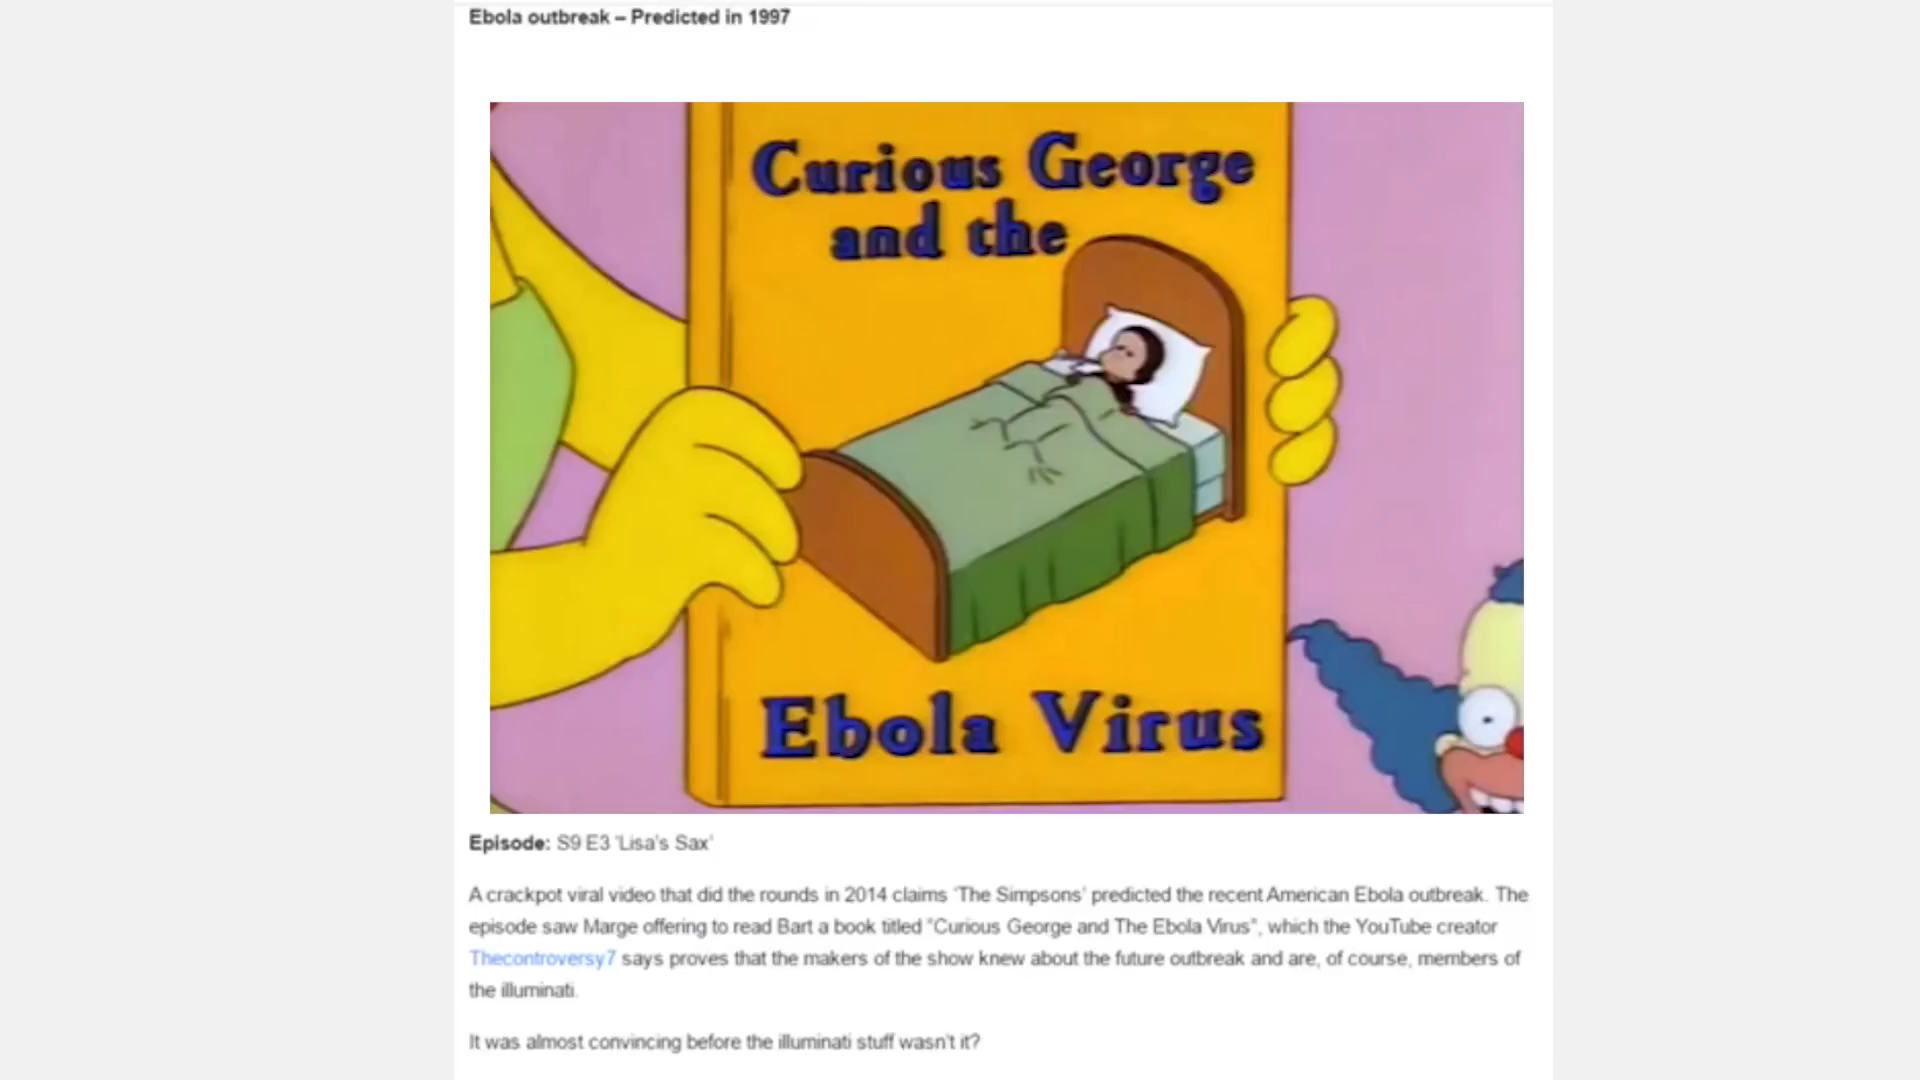 Ebola outbreak – Predicted in 1997
Curious George
and the
Ebola Virus
Episode: S9 E3 'Lisa's Sax'
A crackpot viral video that did the rounds in 2014 claims 'The Simpsons' predicted the recent American Ebola outbreak. The
episode saw Marge offering to read Bart a book titled "Curious George and The Ebola Virus", which the YouTube creator
Thecontroversy7 says proves that the makers of the show knew about the future outbreak and are, of course, members of
the illuminati.
It was almost convincing before the illuminati stuff wasn't it?